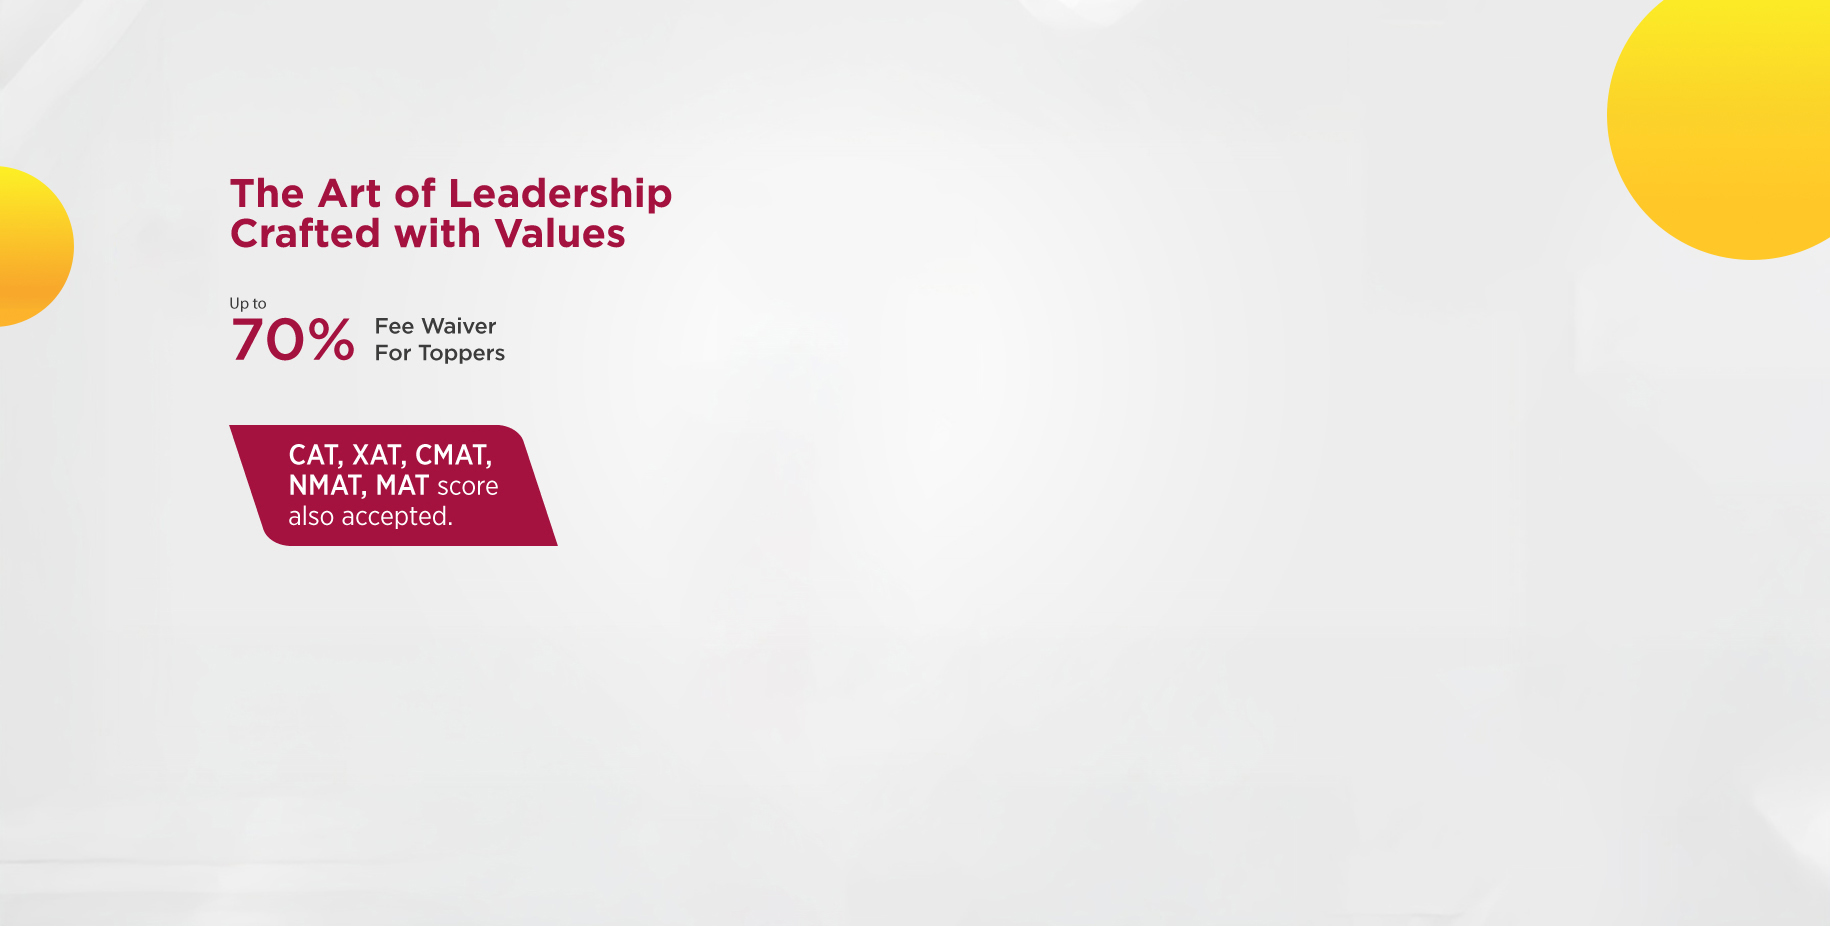 The Art of Leadership
Crafted with Values
Up to
70%
Fee Waiver
For Toppers
CAT, XAT, CMAT,
NMAT, MAT score
also accepted.